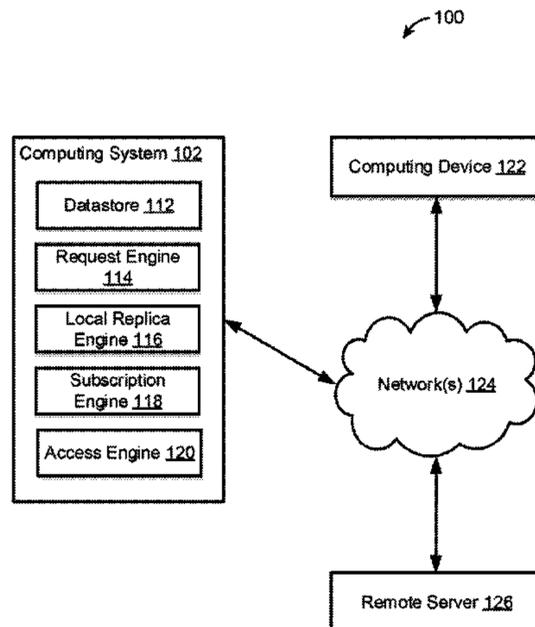 100
Computing System 102
Datastore 112
Request Engine
114
Local Replica
Engine 116
Subscription
Engine 118
Access Engine 120
Computing Device 122
Network(s) 124
Remote Server 126